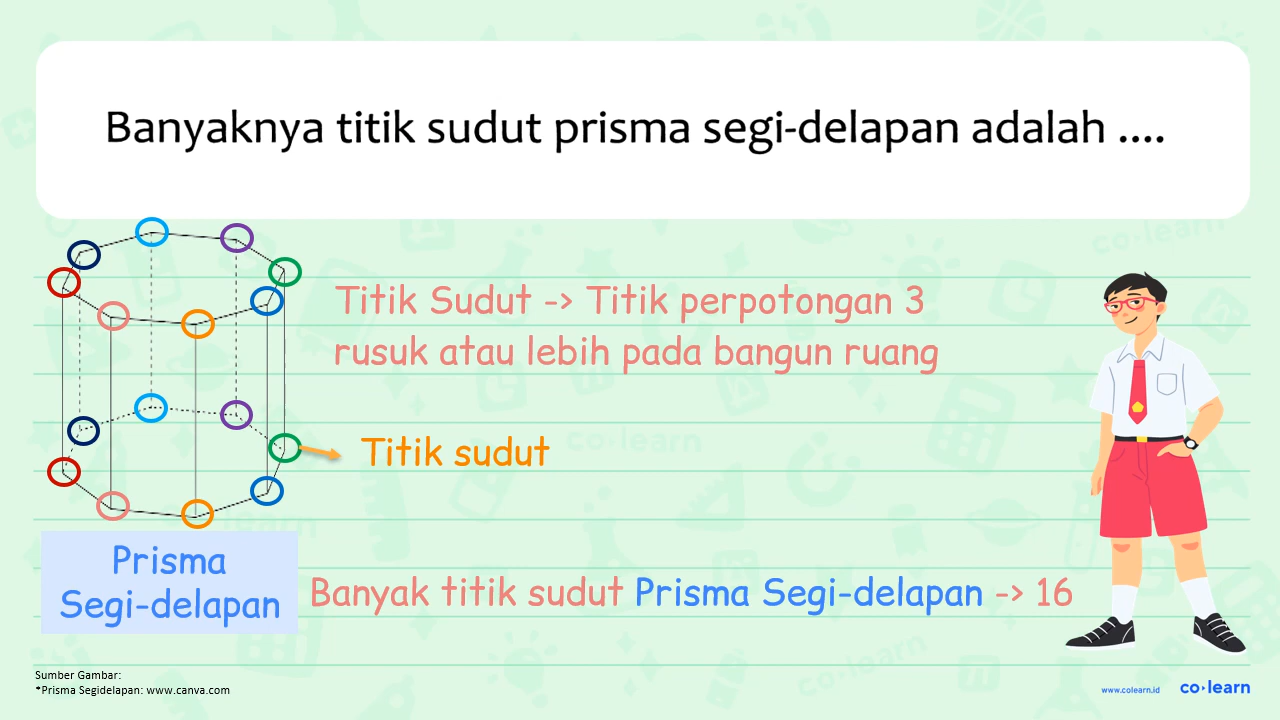 Banyaknya titik sudut prisma segi-delapan adalah ....
Titik Sudut -> Titik perpotongan 3
rusuk atau lebih pada bangun ruang
Titik sudut
Prisma
Segi-delapan
Banyak titik sudut Prisma Segi-delapan -> 16
Sumber Gambar:
*Prisma Segidelapan: www.canva.com
www.colearn.id
co·learn